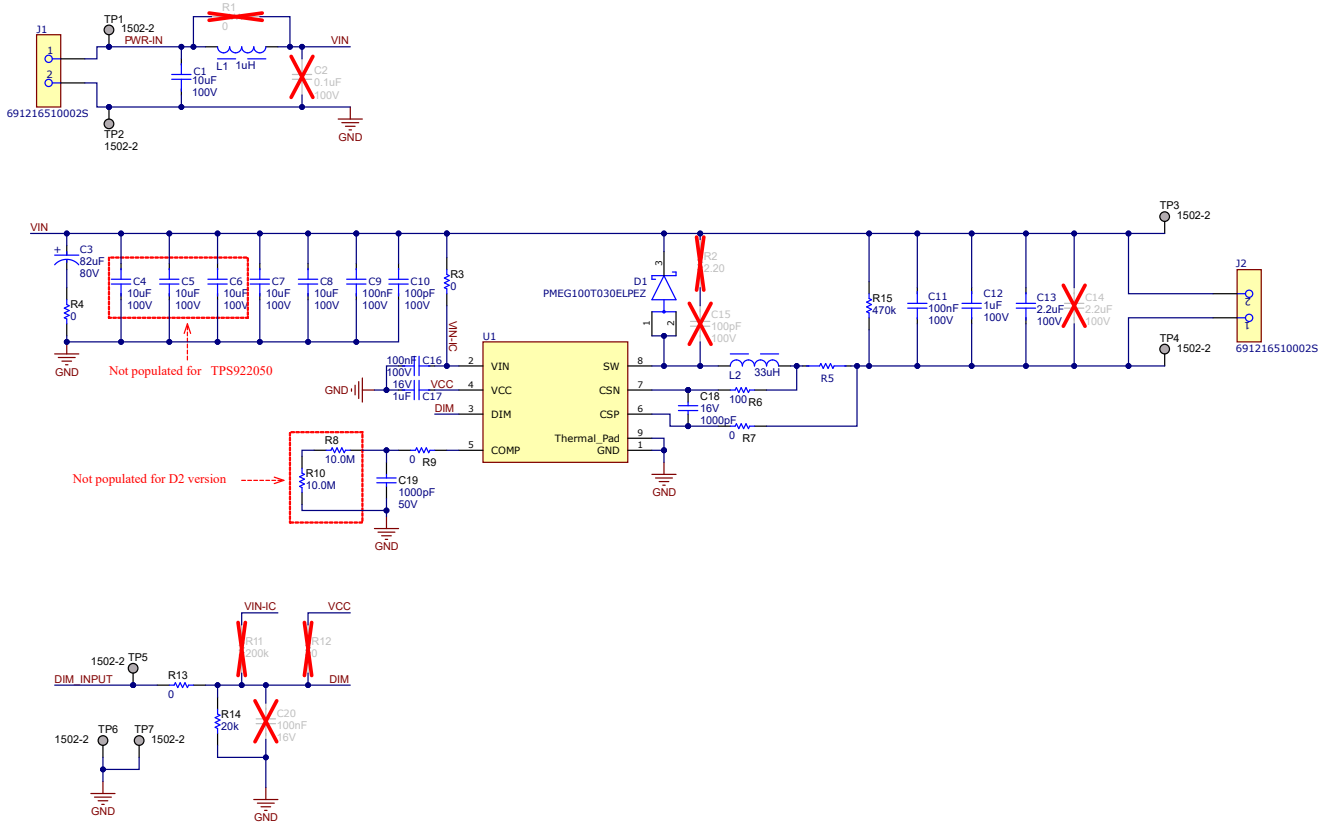 J1
1
2
691216510002S
TP1
1502-2
PWR-IN
R1
0
L1 1uH
VIN
C1
10uF
100V
C2
0.1uF
100V
TP2
1502-2
GND
VIN
+
C3
82uF
80V
R4
0
GND
C4
10uF
100V
C5
10uF
100V
C6
10uF
100V
C7
10uF
100V
C8
10uF
100V
C9
100nF
100V
C10
100pF
100V
Not populated for TPS922050
R3
0
VIN-IC
100nF C16
100V
16V VCC
1uF C17
GND
DIM
U1
2 VIN
4 VCC
3 DIM
5 COMP
SW 8
CSN 7
CSP 6
Thermal_Pad 9
GND 1
GND
D1
PMEG100T030ELPEZ
3
1
2
R2
2.20
C15
100pF
100V
L2 33uH
R5
C18
16V
1000pF
100 R6
0 R7
R15
470k
C11
100nF
100V
C12
1uF
100V
C13
2.2uF
100V
C14
2.2uF
100V
TP3
1502-2
TP4
1502-2
J2
2
1
691216510002S
Not populated for D2 version
R8
10.0M
R10
10.0M
0 R9
C19
1000pF
50V
GND
VIN-IC
VCC
R11
200k
R12
0
1502-2 TP5
DIM_INPUT
R13
0
DIM
R14
20k
C20
100nF
16V
GND
TP6
1502-2
TP7
1502-2
GND